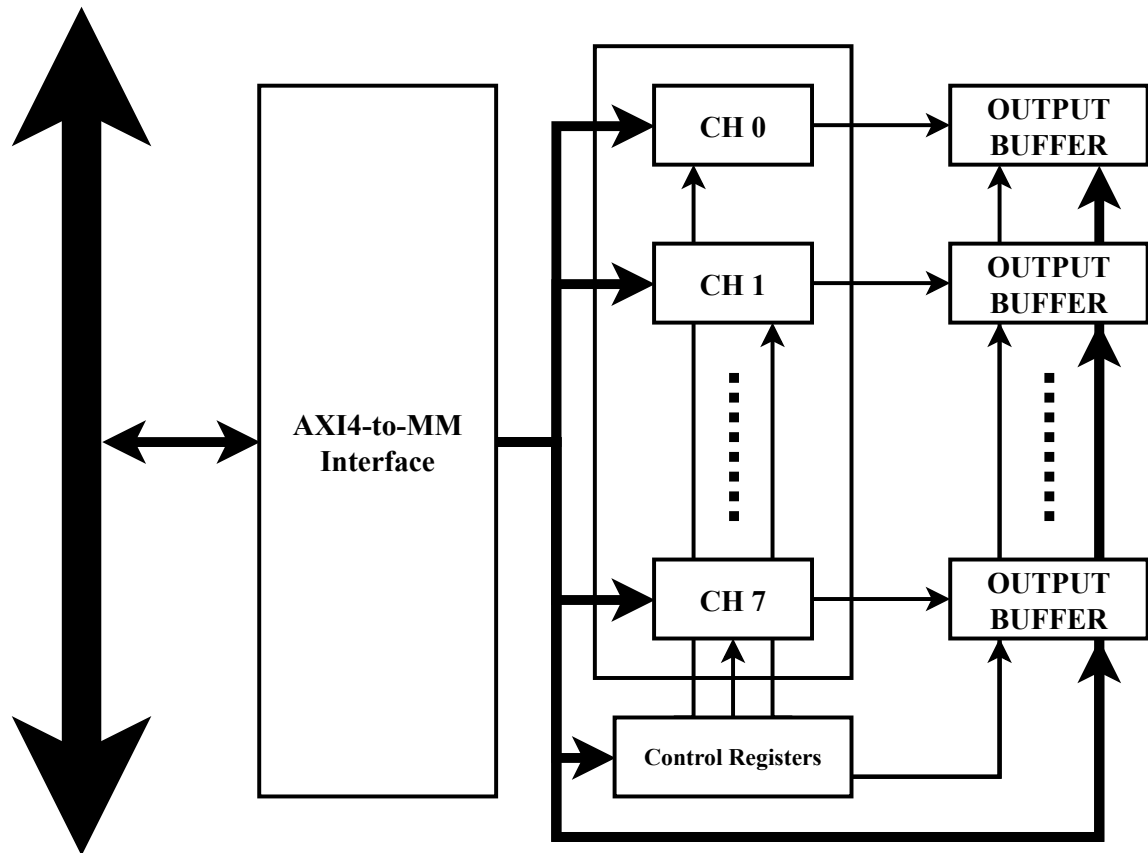 CH 0
OUTPUT
BUFFER
CH 1
OUTPUT
BUFFER
AXI4-to-MM
Interface
CH 7
OUTPUT
BUFFER
Control Registers